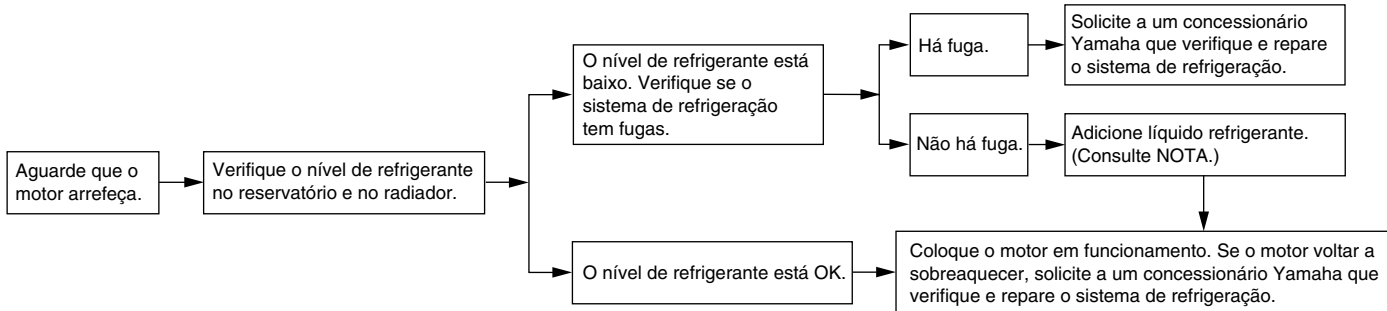 Aguarde que o
motor arrefeça.
Verifique o nível de refrigerante
no reservatório e no radiador.
O nível de refrigerante está
baixo. Verifique se o
sistema de refrigeração
tem fugas.
Há fuga.
Solicite a um concessionário
Yamaha que verifique e repare
o sistema de refrigeração.
Não há fuga.
Adicione líquido refrigerante.
(Consulte NOTA.)
O nível de refrigerante está OK.
Coloque o motor em funcionamento. Se o motor voltar a
sobreaquecer, solicite a um concessionário Yamaha que
verifique e repare o sistema de refrigeração.